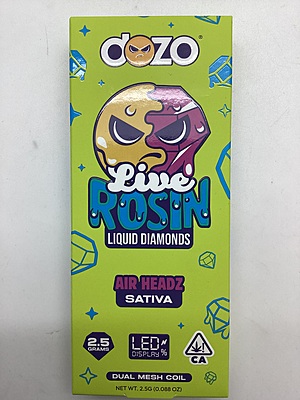 dozo®
Live
ROSIN
LIQUID DIAMONDS
AIR HEADZ
SATIVA
2.5
GRAMS
LED
DISPLAY %
CA
DUAL MESH COIL
NET WT. 2.5G (0.088 OZ)